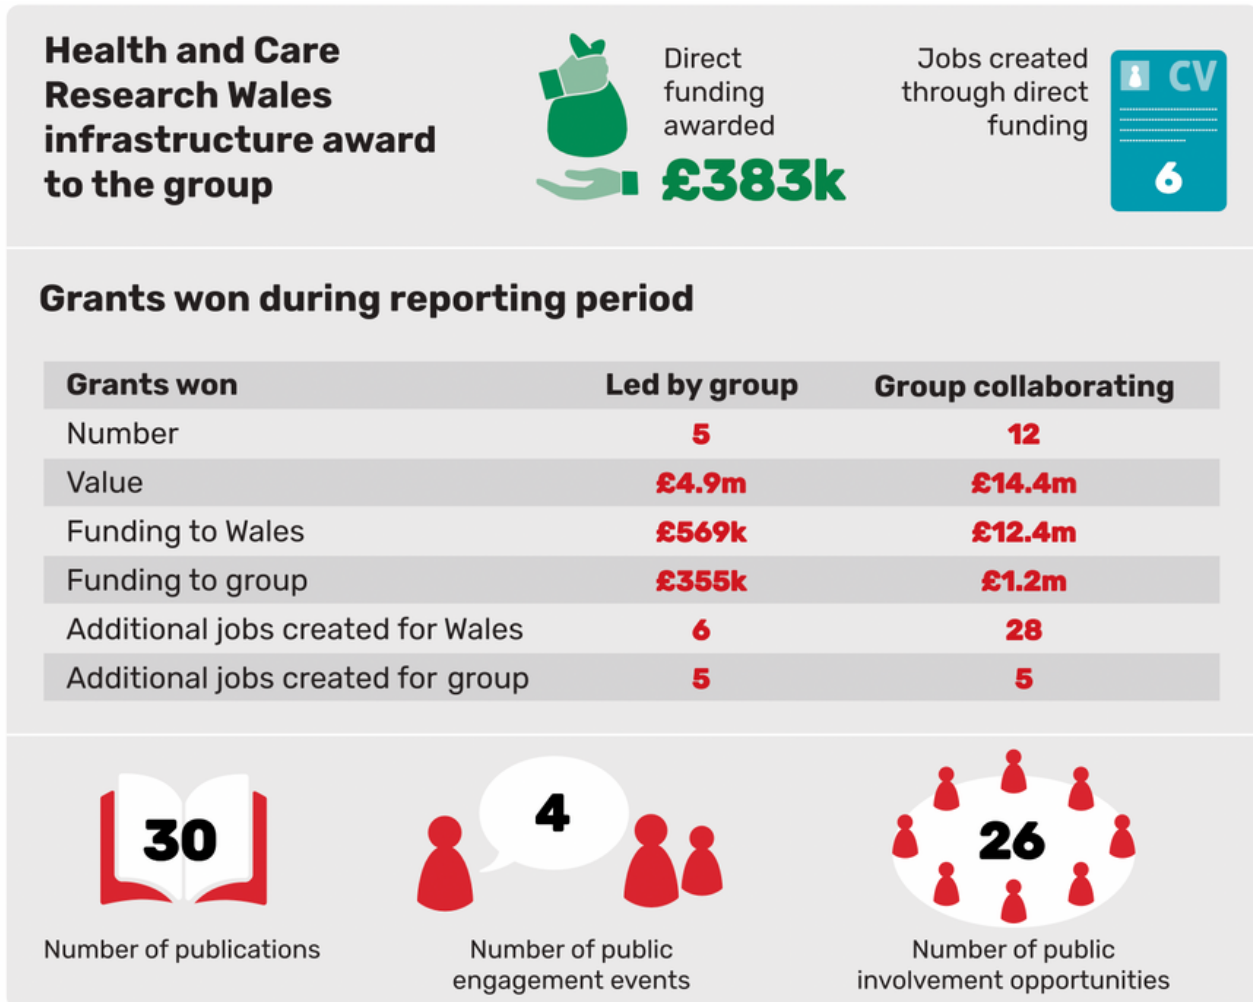 Health and Care
Research Wales
infrastructure award
to the group
Direct
funding
awarded
£383k
Jobs created
through direct
funding
CV
6
Grants won during reporting period
Grants won Led by group Group collaborating
Number 5 12
Value £4.9m £14.4m
Funding to Wales £569k £12.4m
Funding to group £355k £1.2m
Additional jobs created for Wales 6 28
Additional jobs created for group 5 5
30
Number of publications
4
Number of public
engagement events
26
Number of public
involvement opportunities